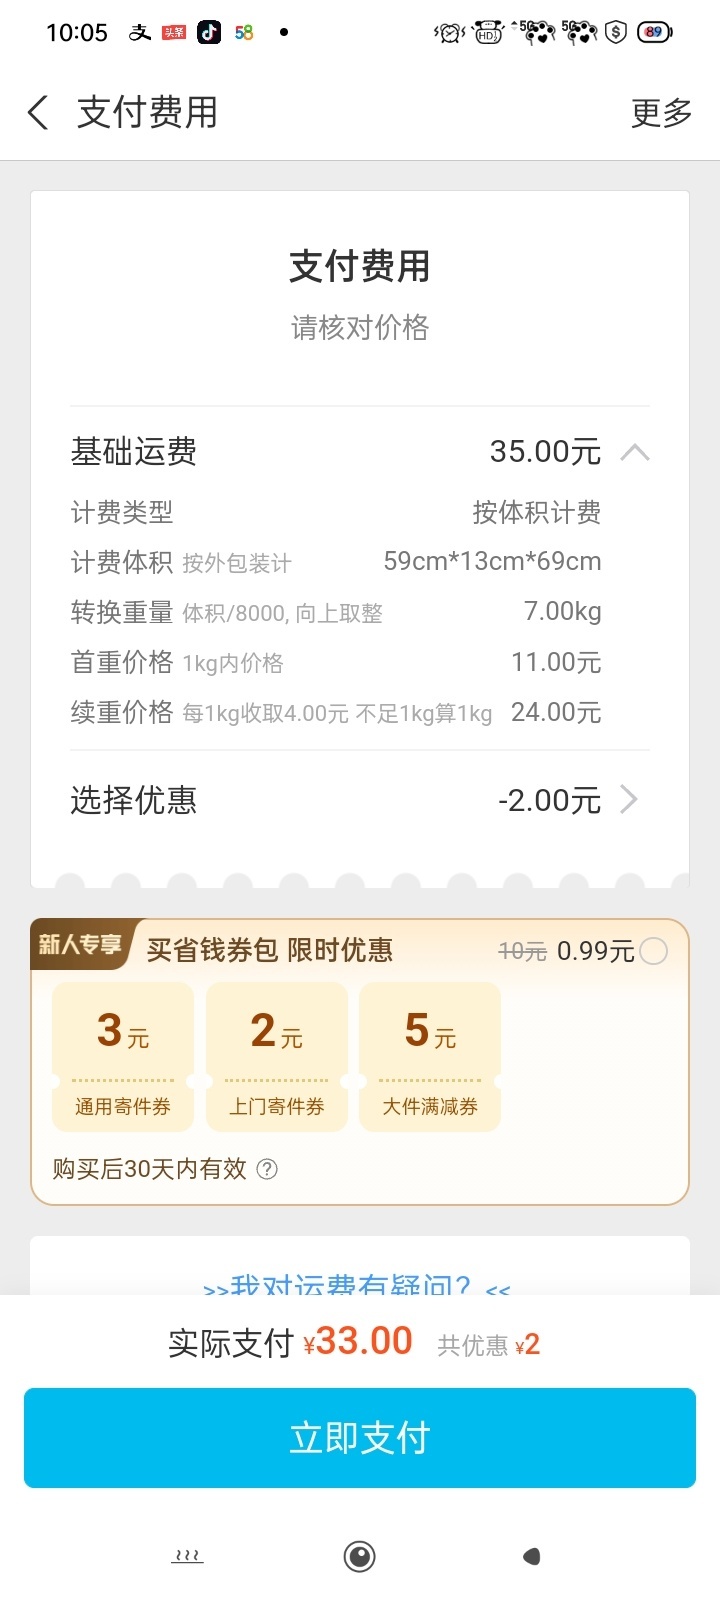 10:05 支 头条 58 HD2 5G 5G 89
支付费用 更多
支付费用
请核对价格
基础运费 35.00元
计费类型 按体积计费
计费体积 按外包装计 59cm*13cm*69cm
转换重量 体积/8000, 向上取整 7.00kg
首重价格 1kg内价格 11.00元
续重价格 每1kg收取4.00元 不足1kg算1kg 24.00元
选择优惠 -2.00元
新人专享 买省钱券包 限时优惠 10元 0.99元
3元 2元 5元
通用寄件券 上门寄件券 大件满减券
购买后30天内有效 ?
>>我对运费有疑问? <<
实际支付 ¥33.00 共优惠 ¥2
立即支付